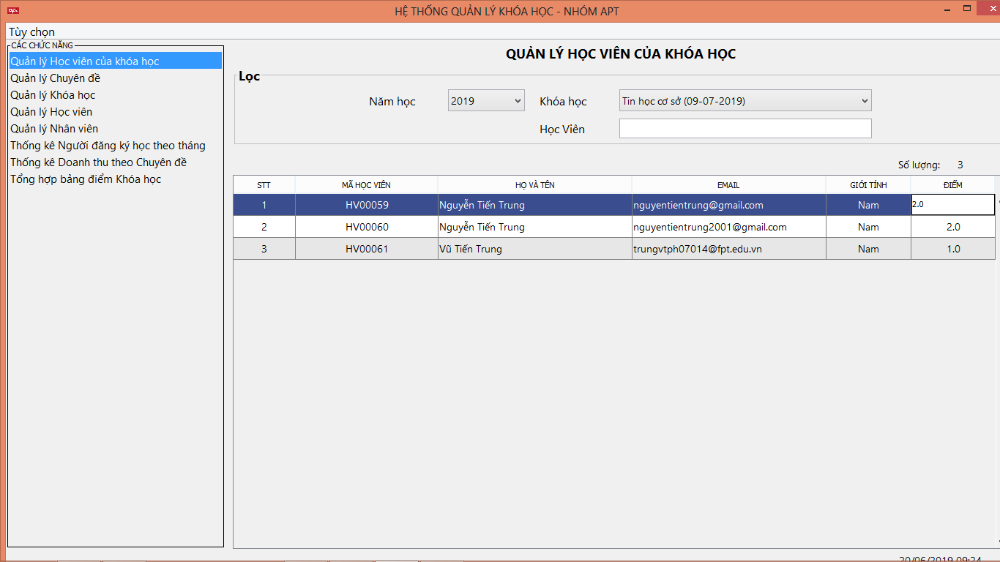 HỆ THỐNG QUẢN LÝ KHÓA HỌC - NHÓM APT
Tùy chọn
CÁC CHỨC NĂNG
Quản lý Học viên của khóa học
Quản lý Chuyên đề
Quản lý Khóa học
Quản lý Học viên
Quản lý Nhân viên
Thống kê Người đăng ký học theo tháng
Thống kê Doanh thu theo Chuyên đề
Tổng hợp bảng điểm Khóa học
QUẢN LÝ HỌC VIÊN CỦA KHÓA HỌC
Lọc
Năm học 2019 Khóa học Tin học cơ sở (09-07-2019)
Học Viên
Số lượng: 3
STT MÃ HỌC VIÊN HỌ VÀ TÊN EMAIL GIỚI TÍNH ĐIỂM
1 HV00059 Nguyễn Tiến Trung nguyentientrung@gmail.com Nam 2.0
2 HV00060 Nguyễn Tiến Trung nguyentientrung2001@gmail.com Nam 2.0
3 HV00061 Vũ Tiến Trung trungvtph07014@fpt.edu.vn Nam 1.0
20/06/2019 09:24